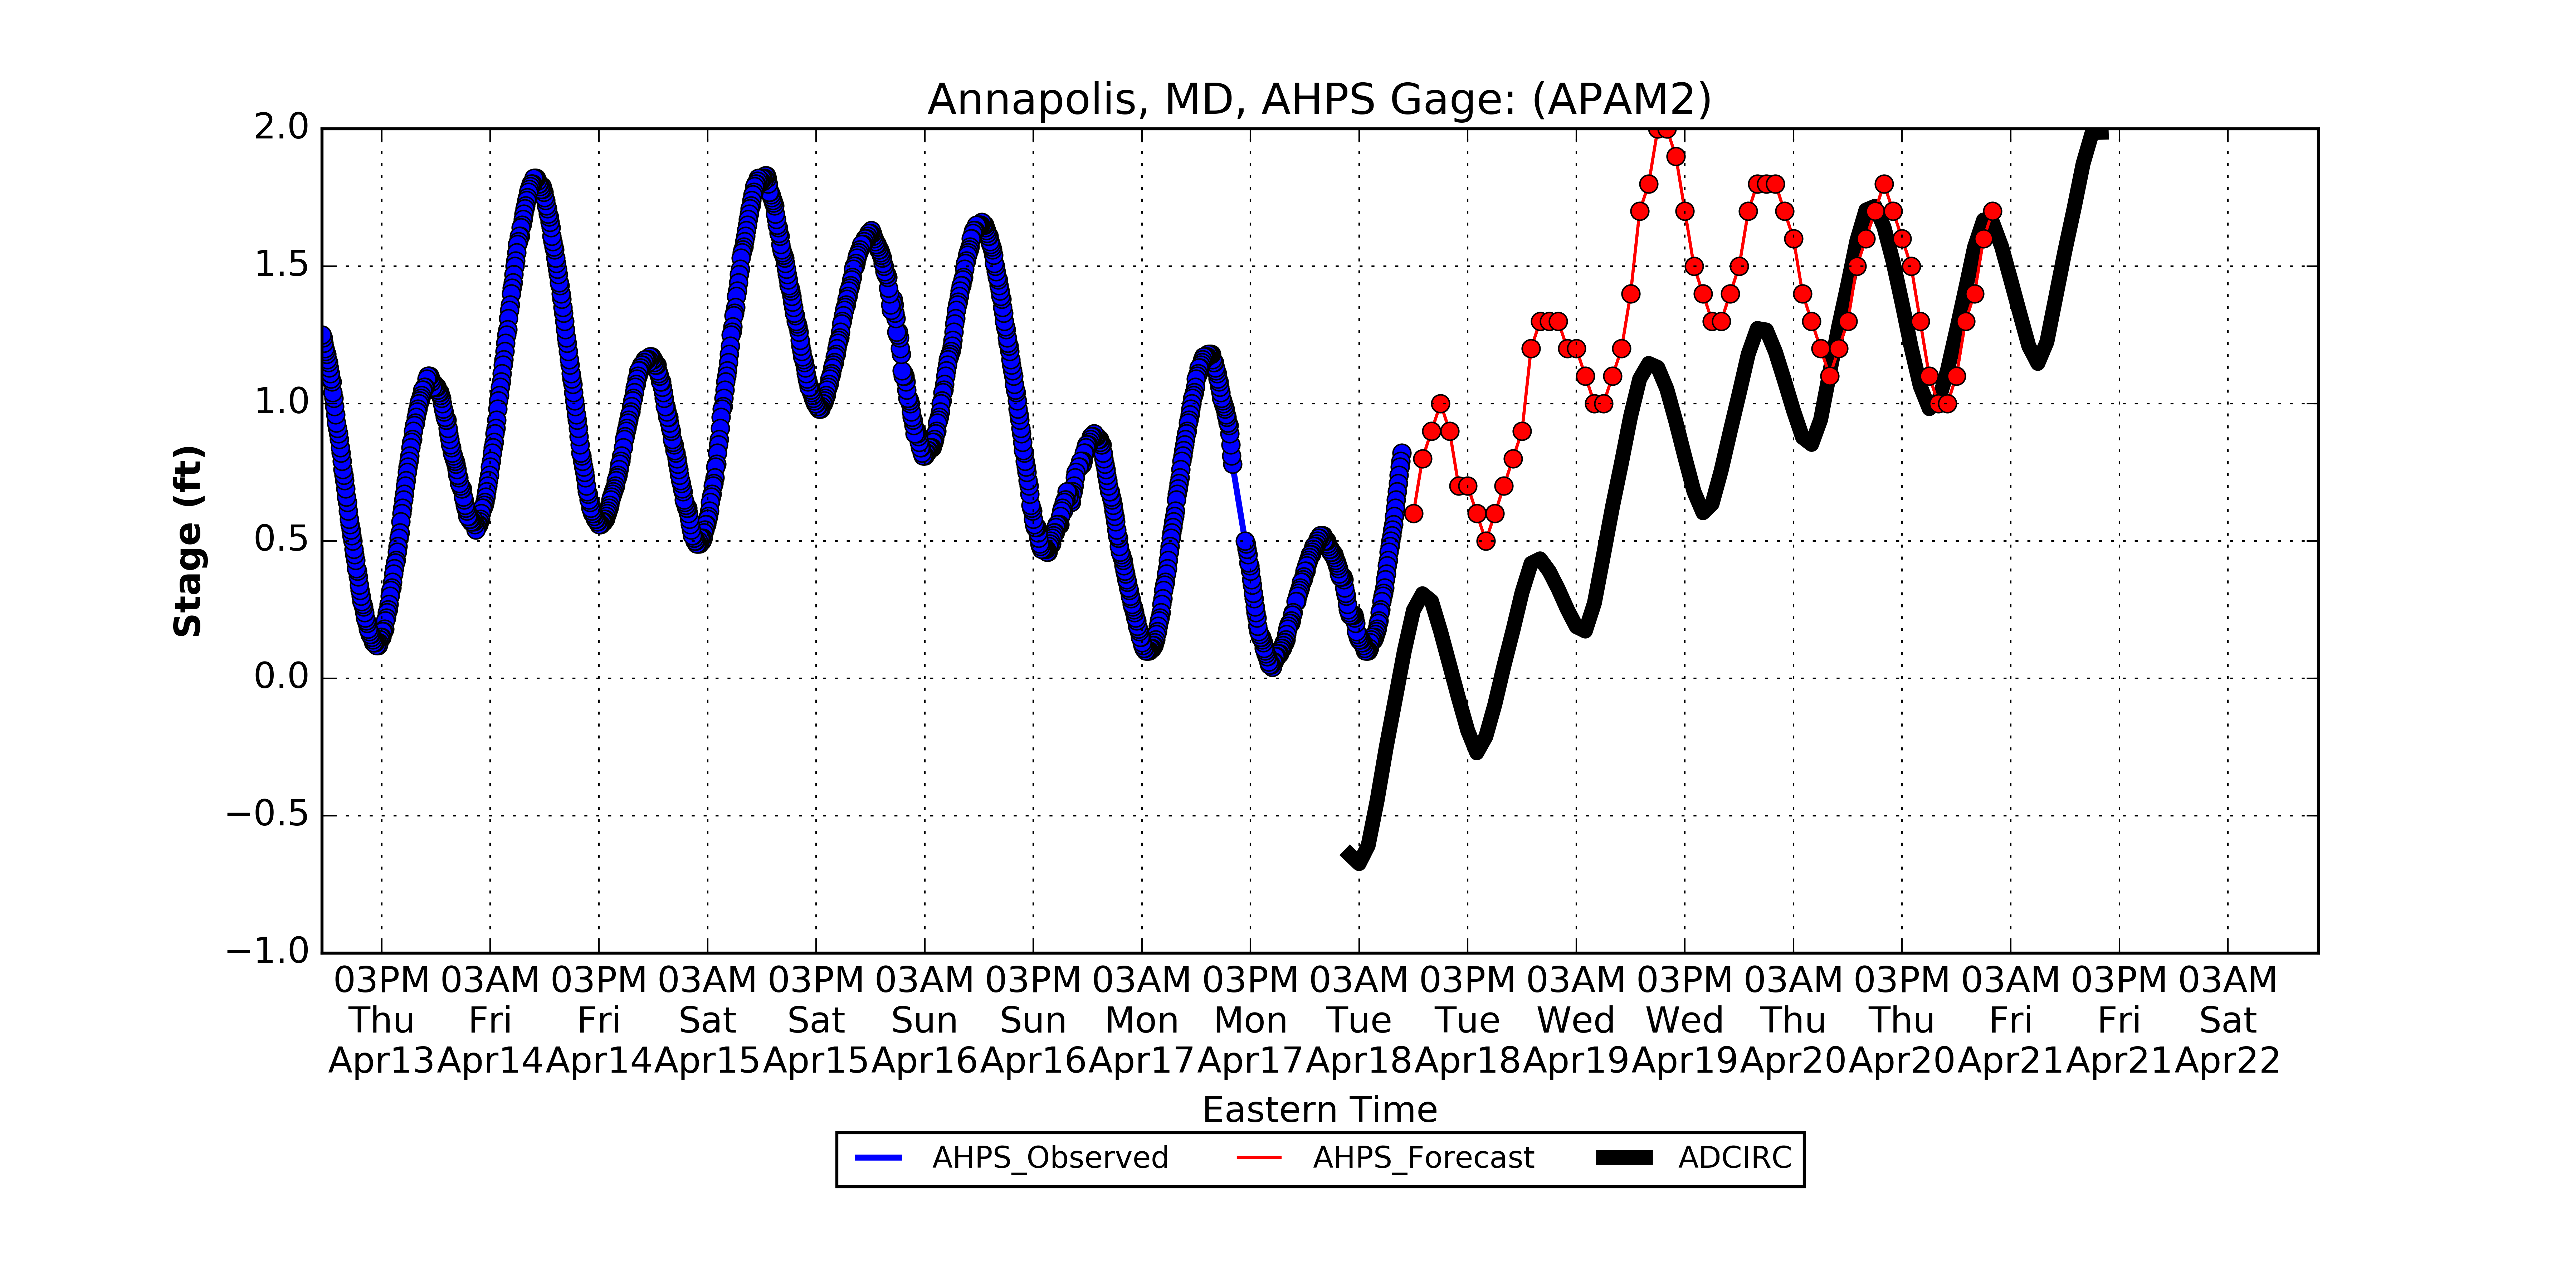 Annapolis, MD, AHPS Gage: (APAM2)
2.0
1.5
1.0
0.5
0.0
−0.5
−1.0
Stage (ft)
03PM 03AM 03PM 03AM 03PM 03AM 03PM 03AM 03PM 03AM 03PM 03AM 03PM 03AM 03PM 03AM 03PM 03AM
Thu Fri Fri Sat Sat Sun Sun Mon Mon Tue Tue Wed Wed Thu Thu Fri Fri Sat
Apr13 Apr14 Apr14 Apr15 Apr15 Apr16 Apr16 Apr17 Apr17 Apr18 Apr18 Apr19 Apr19 Apr20 Apr20 Apr21 Apr21 Apr22
Eastern Time
AHPS_Observed AHPS_Forecast ADCIRC